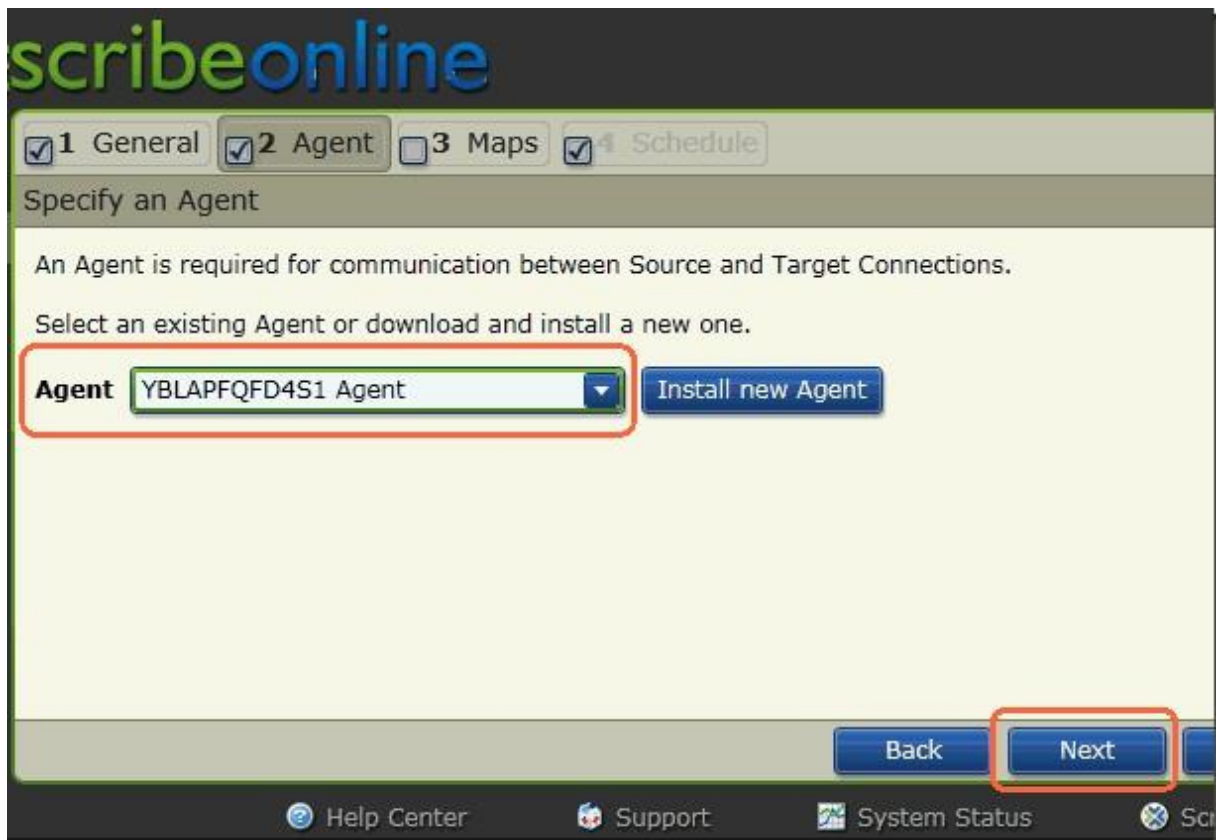 scribeonline
1 General 2 Agent 3 Maps 4 Schedule
Specify an Agent
An Agent is required for communication between Source and Target Connections.
Select an existing Agent or download and install a new one.
Agent YBLAPFQFD4S1 Agent Install new Agent
Back Next
Help Center Support System Status